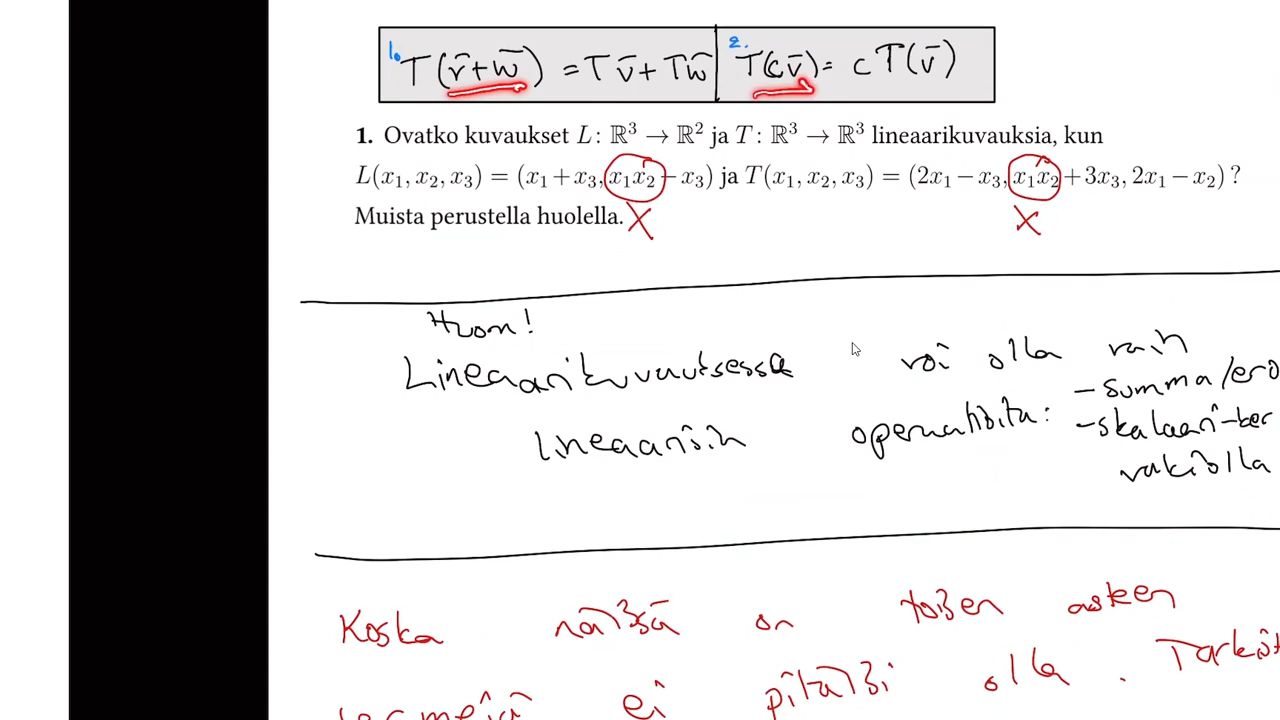 1. T(v̄+w̄) = Tv̄+Tw̄ 2. T(cv̄) = cT(v̄)
1. Ovatko kuvaukset L: ℝ³ → ℝ² ja T: ℝ³ → ℝ³ lineaarikuvauksia, kun
L(x₁, x₂, x₃) = (x₁ + x₃, x₁x₂ − x₃) ja T(x₁, x₂, x₃) = (2x₁ − x₃, x₁x₂ + 3x₃, 2x₁ − x₂) ?
Muista perustella huolella. X X
Huom!
Lineaarikuvauksessa voi olla vain
lineaarisia operaatioita: - summa/ero
- skalaari-ker
vakiolla
Koska näissä on toisen asteen
termejä ei pitäisi olla. Tarkist